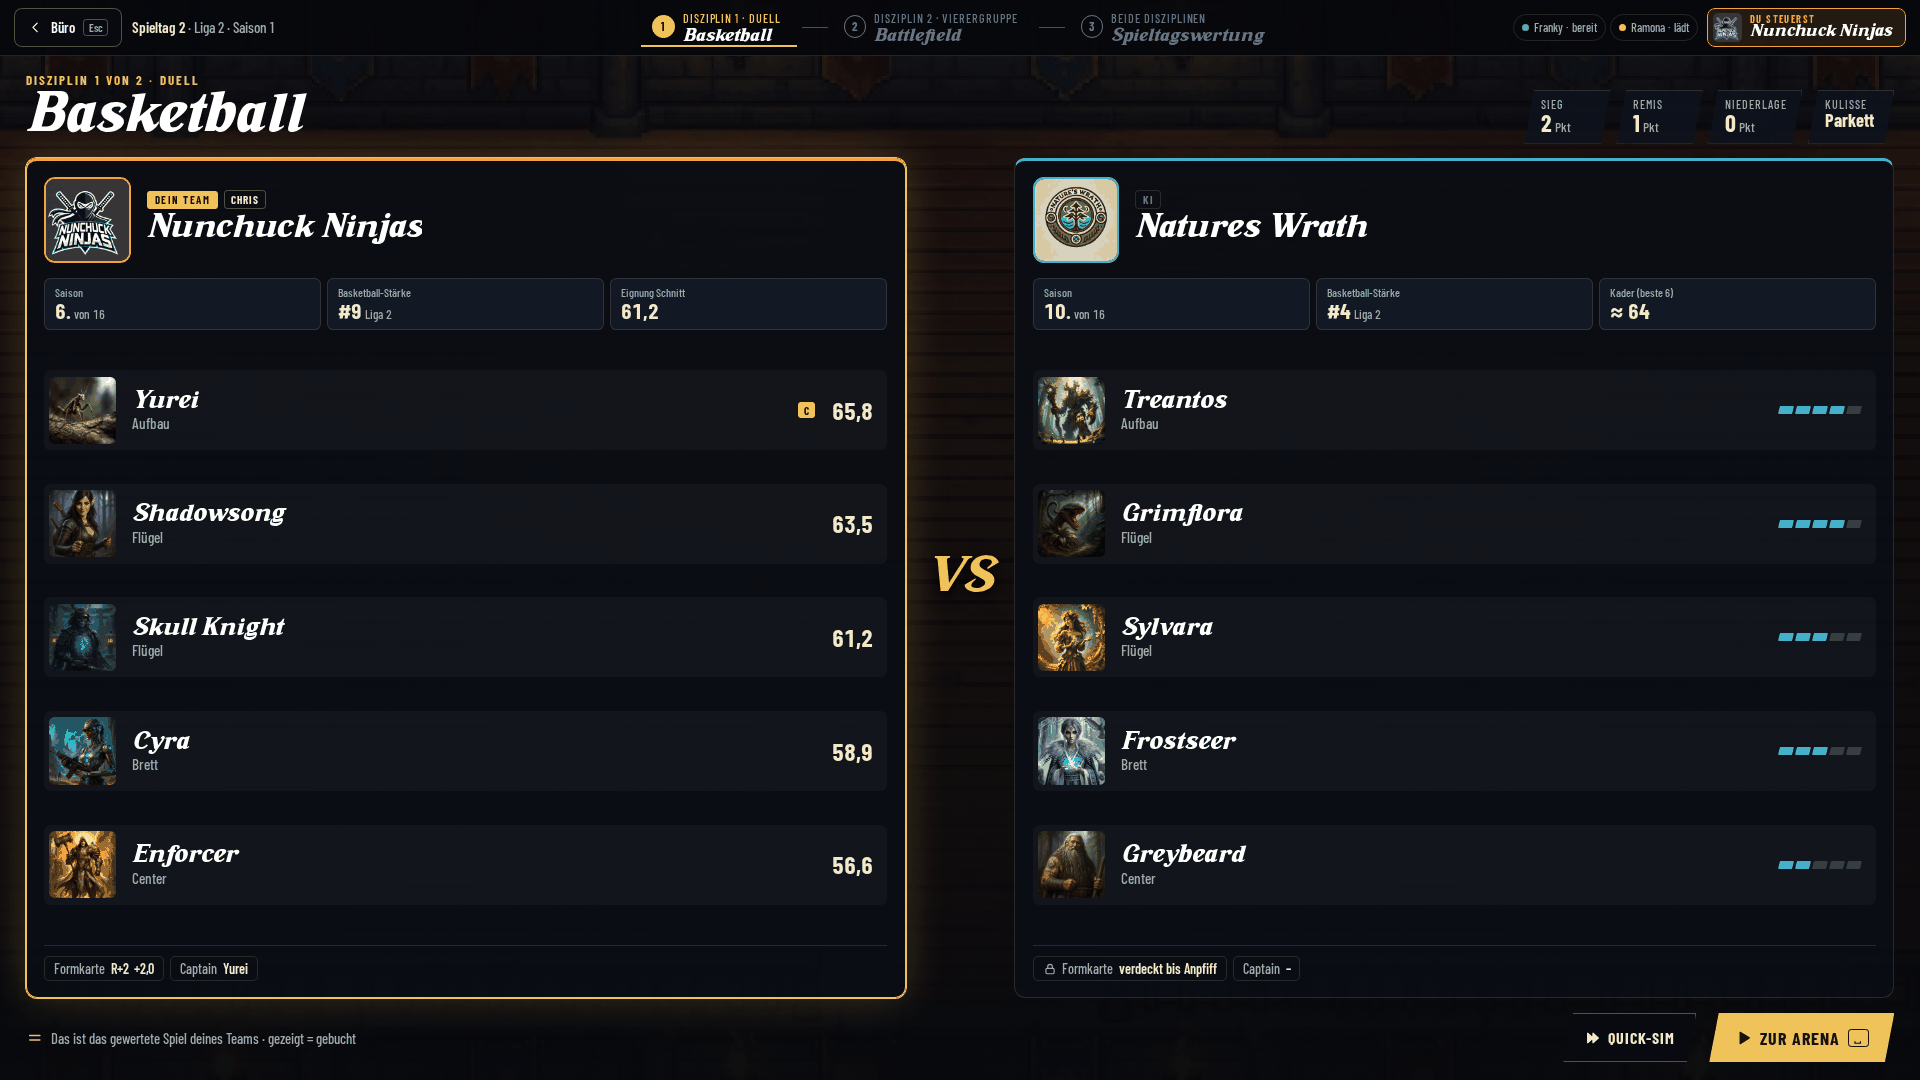 Büro Esc
Spieltag 2 · Liga 2 · Saison 1
1 DISZIPLIN 1 · DUELL
Basketball
2 DISZIPLIN 2 · VIERERGRUPPE
Battlefield
3 BEIDE DISZIPLINEN
Spieltagswertung
Franky · bereit
Ramona · lädt
DU STEUERST
Nunchuck Ninjas
DISZIPLIN 1 VON 2 · DUELL
Basketball
SIEG
2 Pkt
REMIS
1 Pkt
NIEDERLAGE
0 Pkt
KULISSE
Parkett
NUNCHUCK
NINJAS
DEIN TEAM CHRIS
Nunchuck Ninjas
Saison
6. von 16
Basketball-Stärke
#9 Liga 2
Eignung Schnitt
61,2
Yurei
Aufbau
C 65,8
Shadowsong
Flügel
63,5
Skull Knight
Flügel
61,2
Cyra
Brett
58,9
Enforcer
Center
56,6
Formkarte R+2 +2,0
Captain Yurei
VS
NATURE'S WRATH
KI
Natures Wrath
Saison
10. von 16
Basketball-Stärke
#4 Liga 2
Kader (beste 6)
≈ 64
Treantos
Aufbau
Grimflora
Flügel
Sylvara
Flügel
Frostseer
Brett
Greybeard
Center
Formkarte verdeckt bis Anpfiff
Captain –
Das ist das gewertete Spiel deines Teams · gezeigt = gebucht
QUICK-SIM
ZUR ARENA